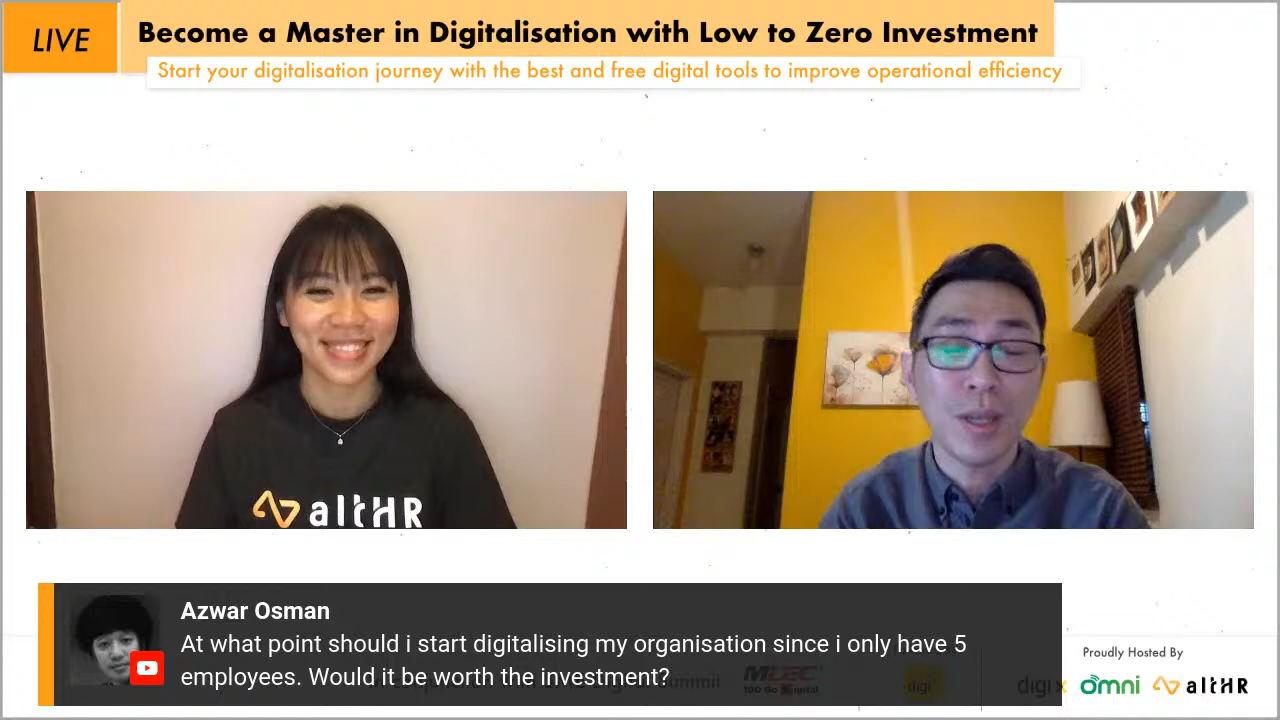 LIVE
Become a Master in Digitalisation with Low to Zero Investment
Start your digitalisation journey with the best and free digital tools to improve operational efficiency
altHR
Azwar Osman
At what point should i start digitalising my organisation since i only have 5
employees. Would it be worth the investment?
Proudly Hosted By
omni altHR